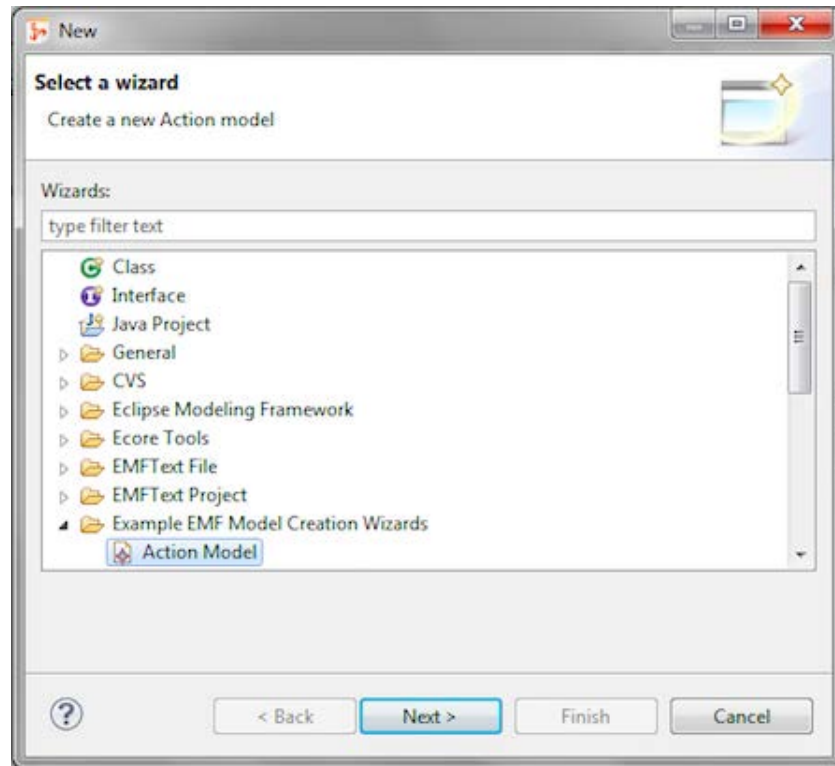 New
Select a wizard
Create a new Action model
Wizards:
type filter text
Class
Interface
Java Project
General
CVS
Eclipse Modeling Framework
Ecore Tools
EMFText File
EMFText Project
Example EMF Model Creation Wizards
Action Model
? < Back Next > Finish Cancel